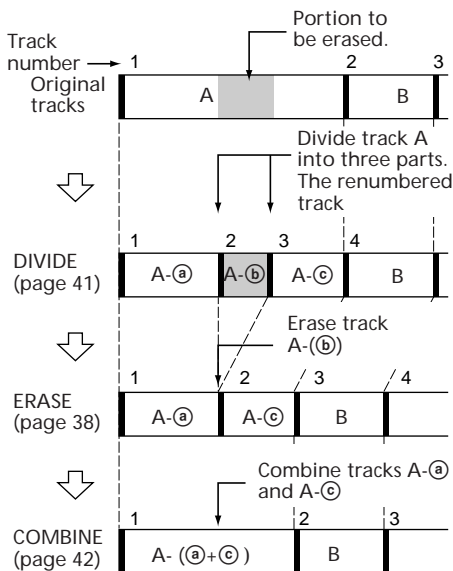 Portion to
be erased.
Track
number
1
2
3
Original
tracks
A
B
Divide track A
into three parts.
The renumbered
track
1
2
3
4
DIVIDE
(page 41)
A-ⓐ
A-ⓑ
A-ⓒ
B
Erase track
A-(ⓑ)
1
2
3
4
ERASE
(page 38)
A-ⓐ
A-ⓒ
B
Combine tracks A-ⓐ
and A-ⓒ
1
2
3
COMBINE
(page 42)
A- (ⓐ+ⓒ)
B